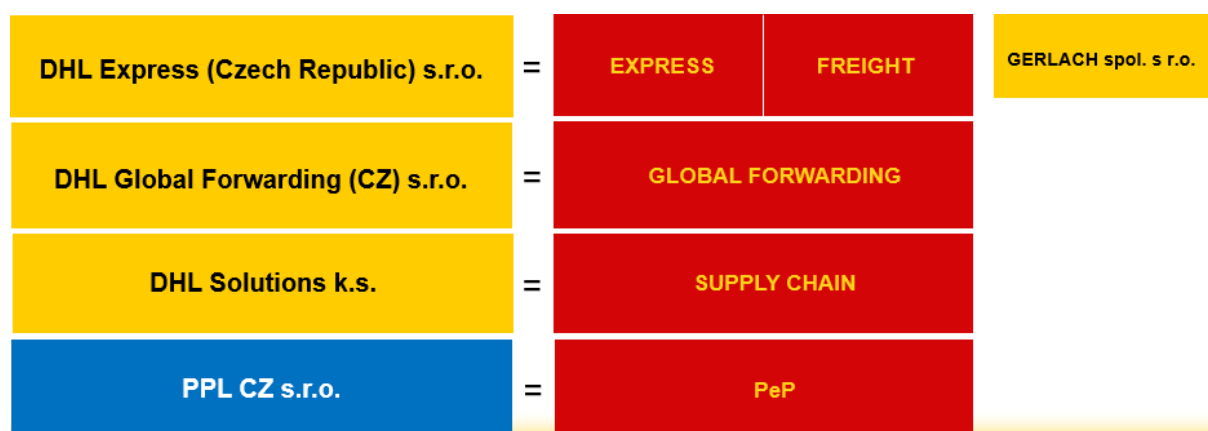 DHL Express (Czech Republic) s.r.o. = EXPRESS FREIGHT GERLACH spol. s r.o.
DHL Global Forwarding (CZ) s.r.o. = GLOBAL FORWARDING
DHL Solutions k.s. = SUPPLY CHAIN
PPL CZ s.r.o. = PeP